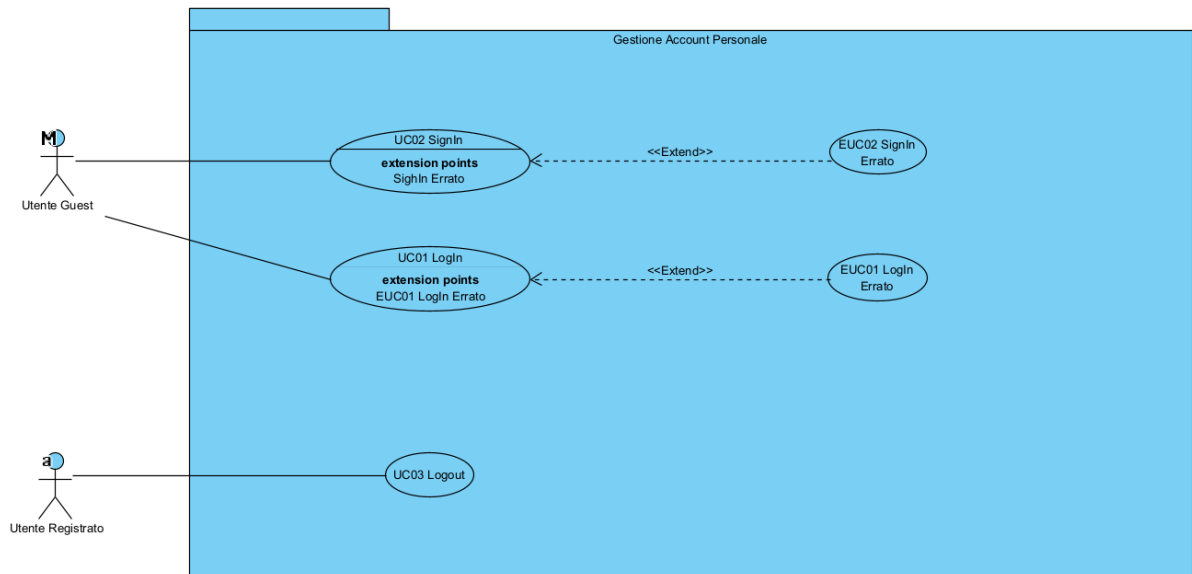 Gestione Account Personale
M
Utente Guest
UC02 SignIn
extension points
SighIn Errato
<<Extend>>
EUC02 SignIn
Errato
UC01 LogIn
extension points
EUC01 LogIn Errato
<<Extend>>
EUC01 LogIn
Errato
a
Utente Registrato
UC03 Logout